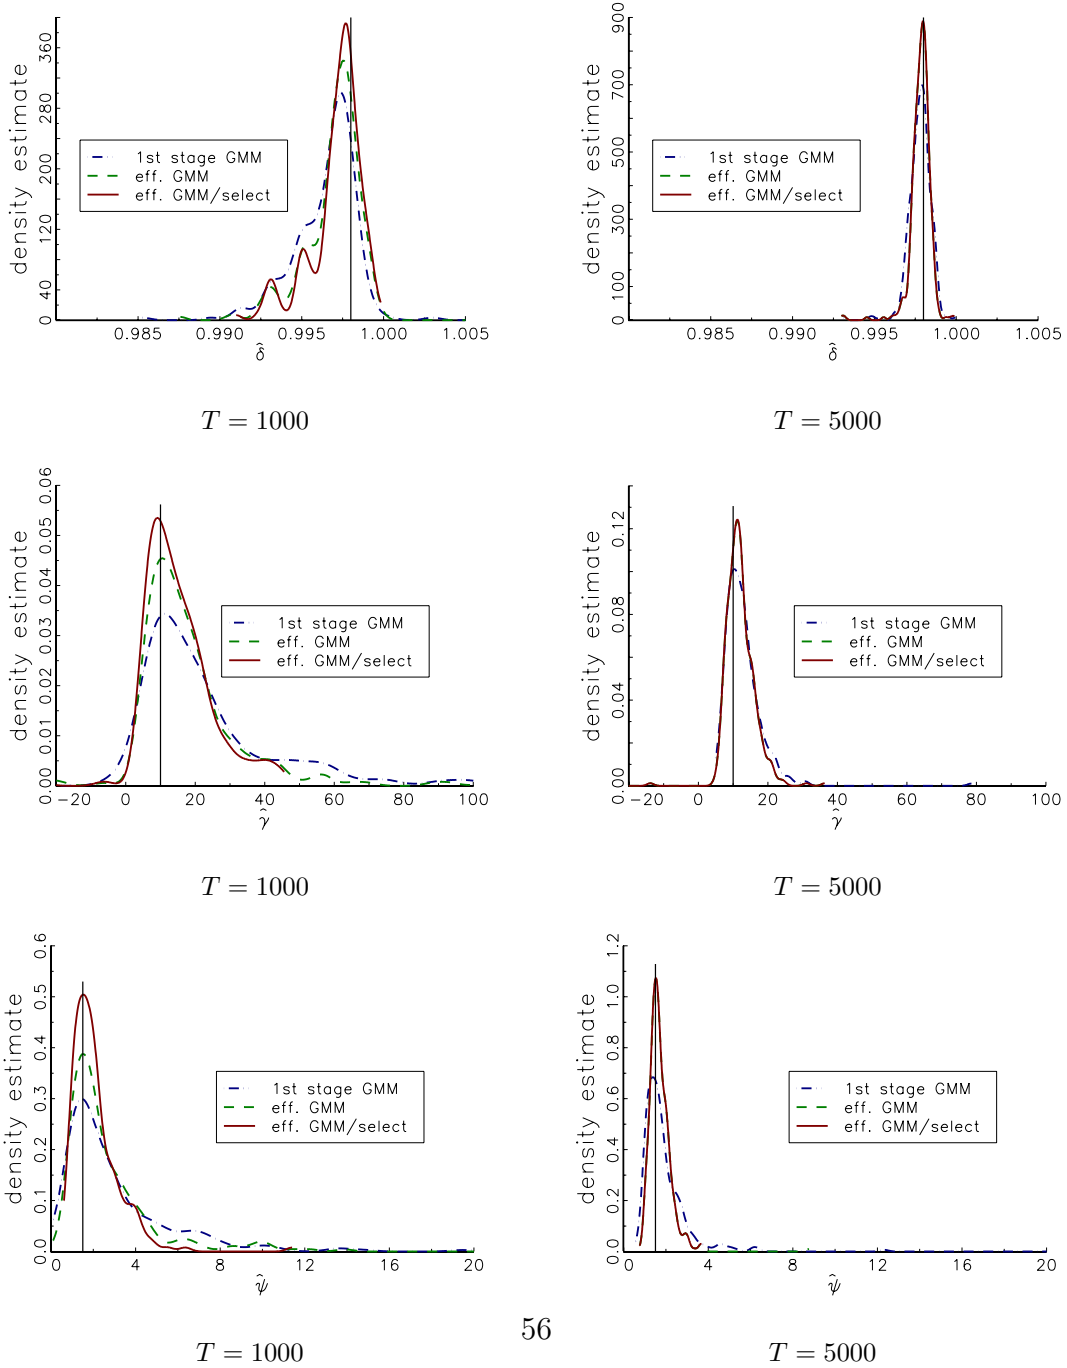 density estimate
0
40
120
200
280
360
1st stage GMM
eff. GMM
eff. GMM/select
0.985
0.990
0.995
1.000
1.005
δ̂
T = 1000
density estimate
0
100
300
500
700
900
1st stage GMM
eff. GMM
eff. GMM/select
0.985
0.990
0.995
1.000
1.005
δ̂
T = 5000
density estimate
0.00
0.01
0.02
0.03
0.04
0.05
0.06
1st stage GMM
eff. GMM
eff. GMM/select
-20
0
20
40
60
80
100
γ̂
T = 1000
density estimate
0.00
0.04
0.08
0.12
1st stage GMM
eff. GMM
eff. GMM/select
-20
0
20
40
60
80
100
γ̂
T = 5000
density estimate
0.0
0.1
0.2
0.3
0.4
0.5
0.6
1st stage GMM
eff. GMM
eff. GMM/select
0
4
8
12
16
20
ψ̂
T = 1000
density estimate
0.0
0.2
0.4
0.6
0.8
1.0
1.2
1st stage GMM
eff. GMM
eff. GMM/select
0
4
8
12
16
20
ψ̂
T = 5000
56